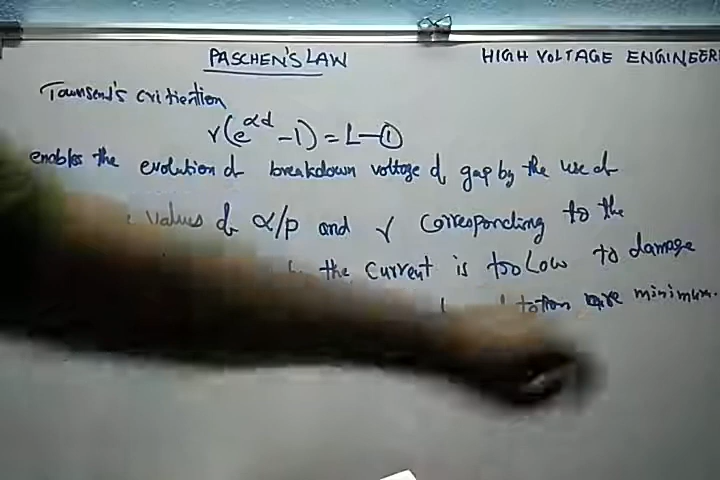 PASCHEN'S LAW
HIGH VOLTAGE ENGINEER
Townsend's critiention
γ(e^αd -1) = 1 — ①
enables the evolution of breakdown voltage of gap by the use of
values of α/p and γ corresponding to the
the current is too Low to damage
minimum.